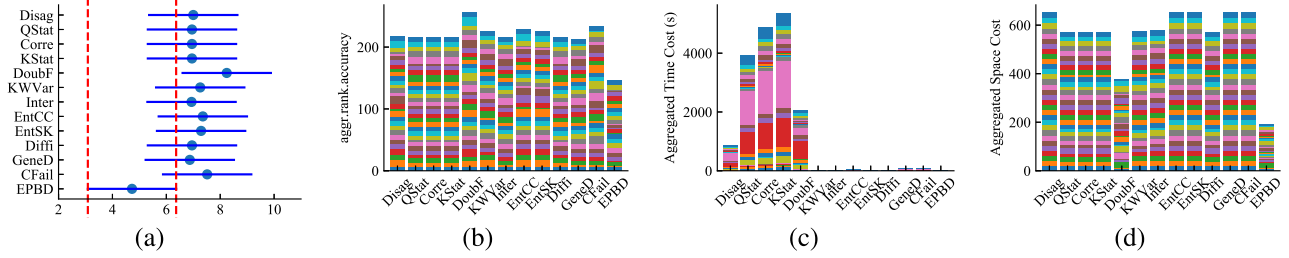 Disag
QStat
Corre
KStat
DoubF
KWVar
Inter
EntCC
EntSK
Diffi
GeneD
CFail
EPBD
2 4 6 8 10
(a)
aggr.rank.accuracy
200
100
0
Disag QStat Corre KStat DoubF KWVar Inter EntCC EntSK Diffi GeneD CFail EPBD
(b)
Aggregated Time Cost (s)
4000
2000
0
Disag QStat Corre KStat DoubF KWVar Inter EntCC EntSK Diffi GeneD CFail EPBD
(c)
Aggregated Space Cost
600
400
200
0
Disag QStat Corre KStat DoubF KWVar Inter EntCC EntSK Diffi GeneD CFail EPBD
(d)